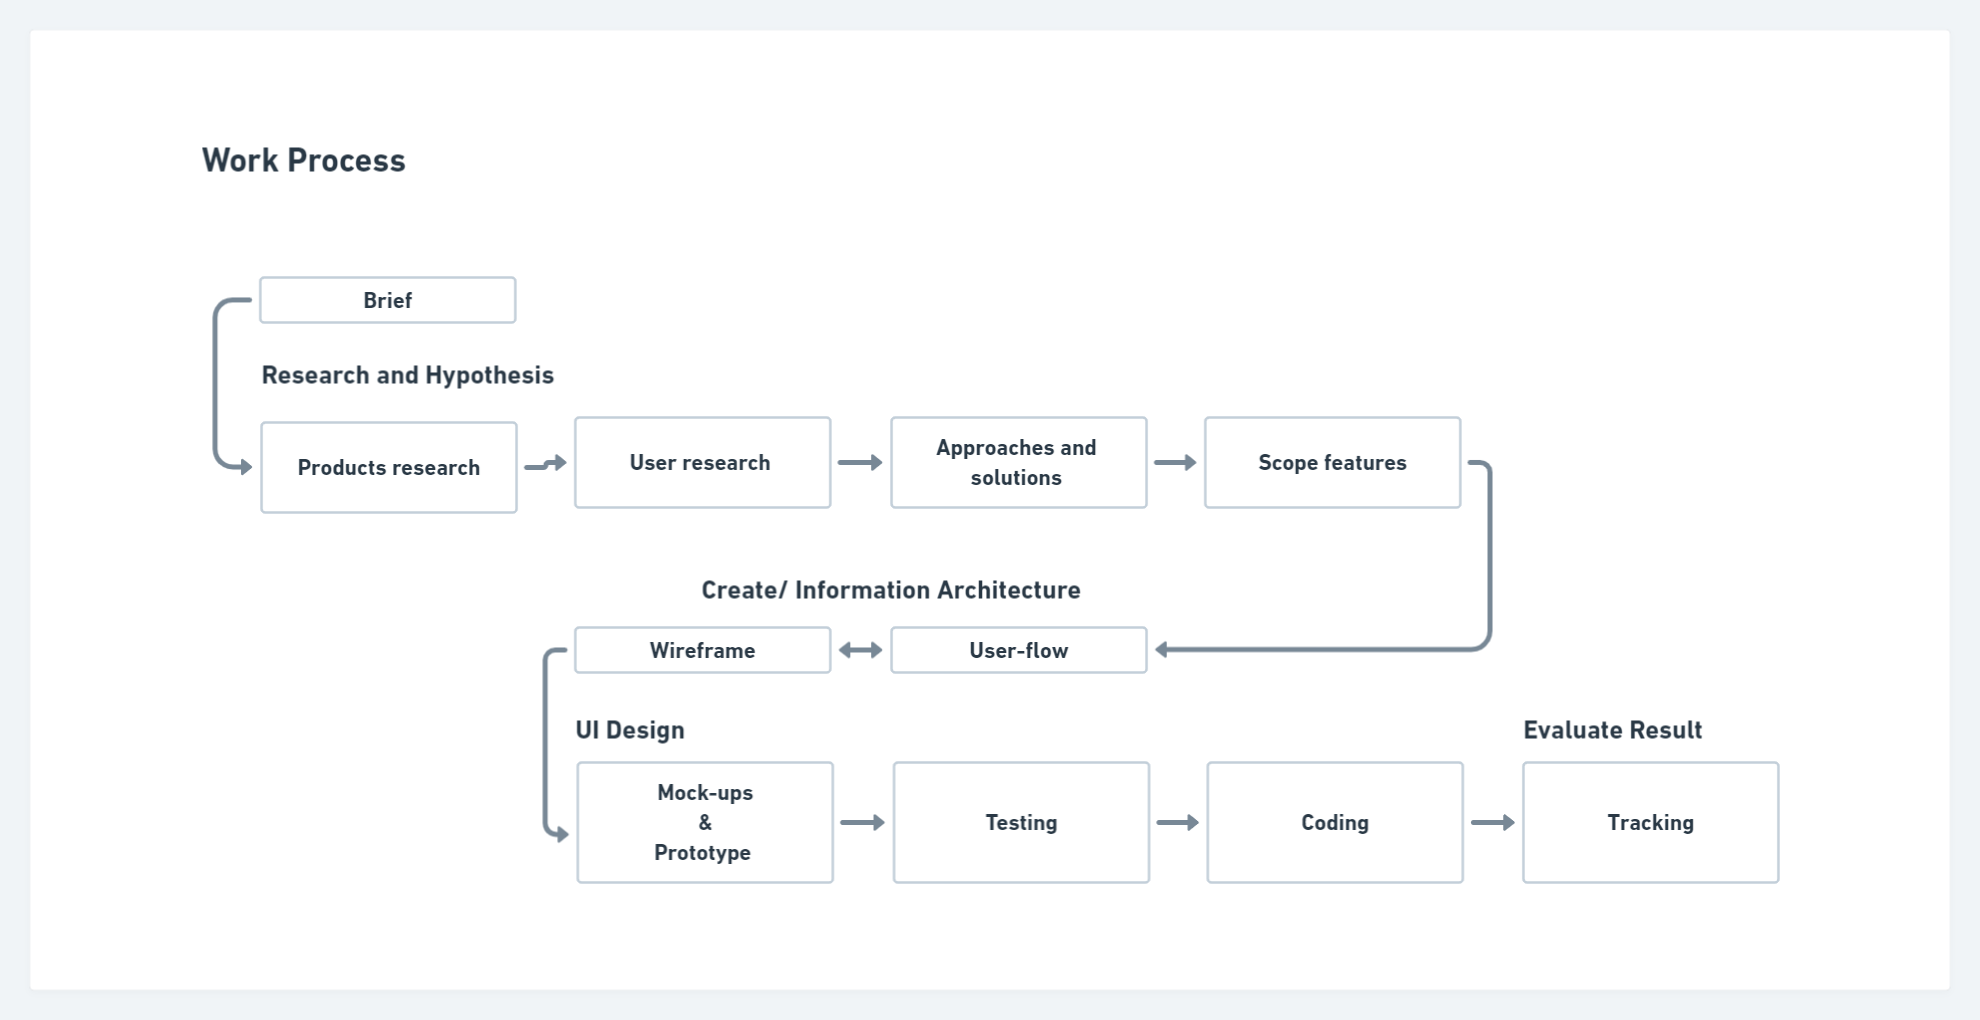 Work Process
Brief
Research and Hypothesis
Products research
User research
Approaches and
solutions
Scope features
Create/ Information Architecture
Wireframe
User-flow
UI Design
Evaluate Result
Mock-ups
&
Prototype
Testing
Coding
Tracking